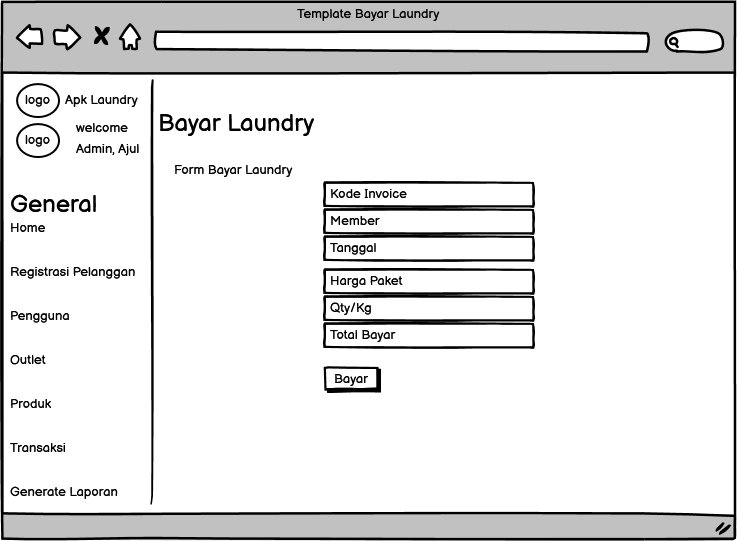 Template Bayar Laundry
logo Apk Laundry
logo welcome
Admin, Ajul
General
Home
Registrasi Pelanggan
Pengguna
Outlet
Produk
Transaksi
Generate Laporan
Bayar Laundry
Form Bayar Laundry
Kode Invoice
Member
Tanggal
Harga Paket
Qty/Kg
Total Bayar
Bayar